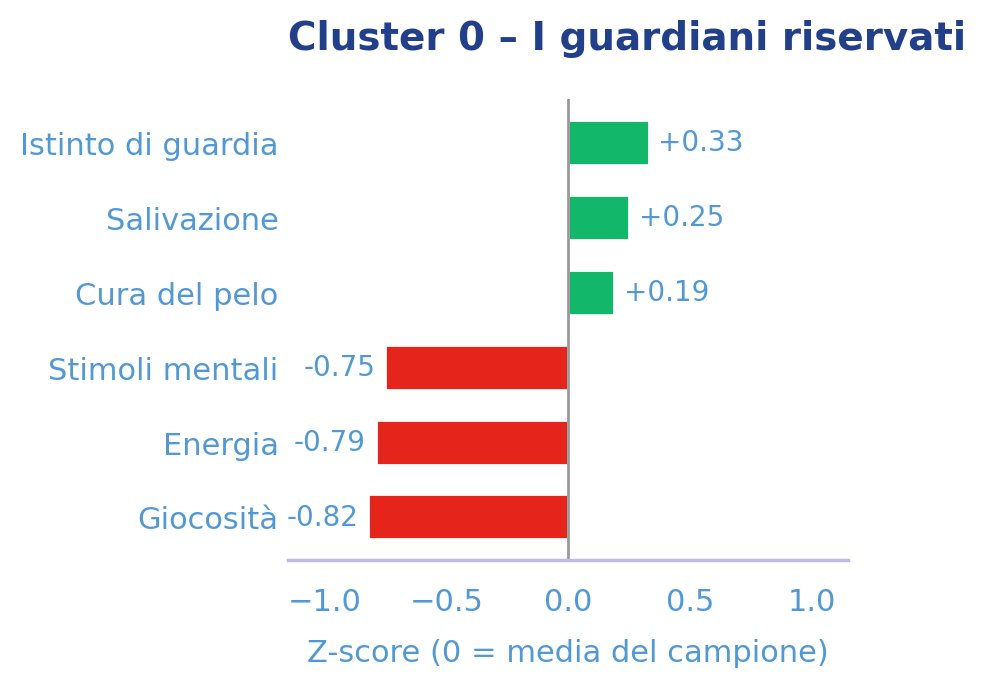 Cluster 0 – I guardiani riservati
Istinto di guardia +0.33
Salivazione +0.25
Cura del pelo +0.19
Stimoli mentali -0.75
Energia -0.79
Giocosità -0.82
−1.0 −0.5 0.0 0.5 1.0
Z-score (0 = media del campione)